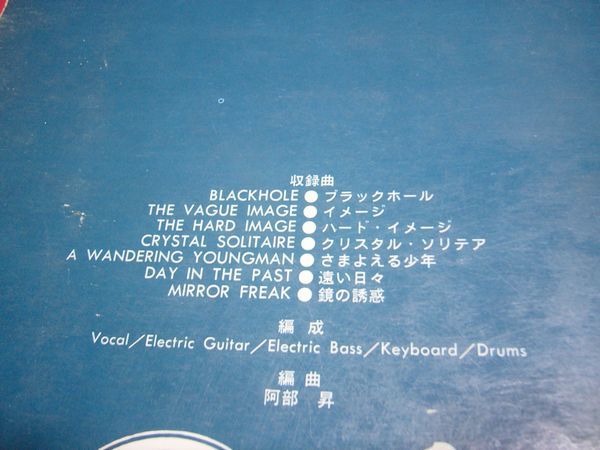 収録曲
BLACKHOLE●ブラックホール
THE VAGUE IMAGE●イメージ
THE HARD IMAGE●ハード・イメージ
CRYSTAL SOLITAIRE●クリスタル・ソリテア
A WANDERING YOUNGMAN●さまよえる少年
DAY IN THE PAST●遠い日々
MIRROR FREAK●鏡の誘惑
編成
Vocal/Electric Guitar/Electric Bass/Keyboard/Drums
編曲
阿部 昇